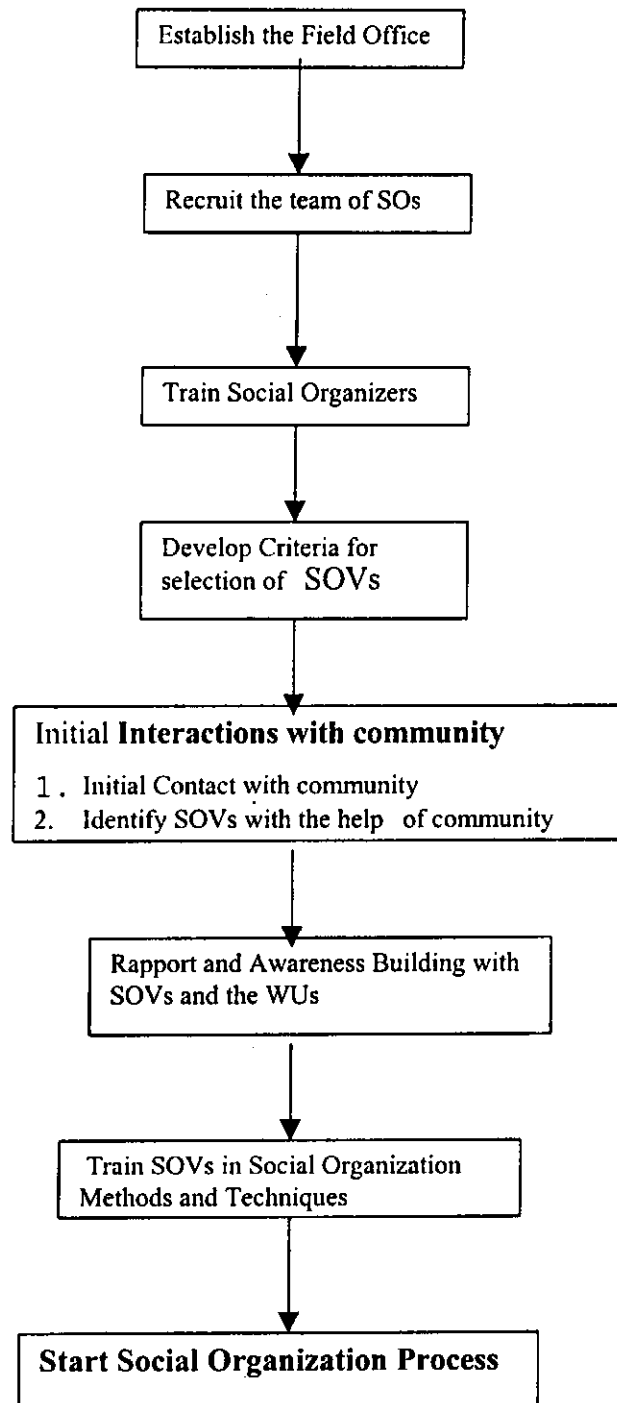 Establish the Field Office
Recruit the team of SOs
Train Social Organizers
Develop Criteria for
selection of SOVs
Initial Interactions with community
1. Initial Contact with community
2. Identify SOVs with the help of community
Rapport and Awareness Building with
SOVs and the WUs
Train SOVs in Social Organization
Methods and Techniques
Start Social Organization Process